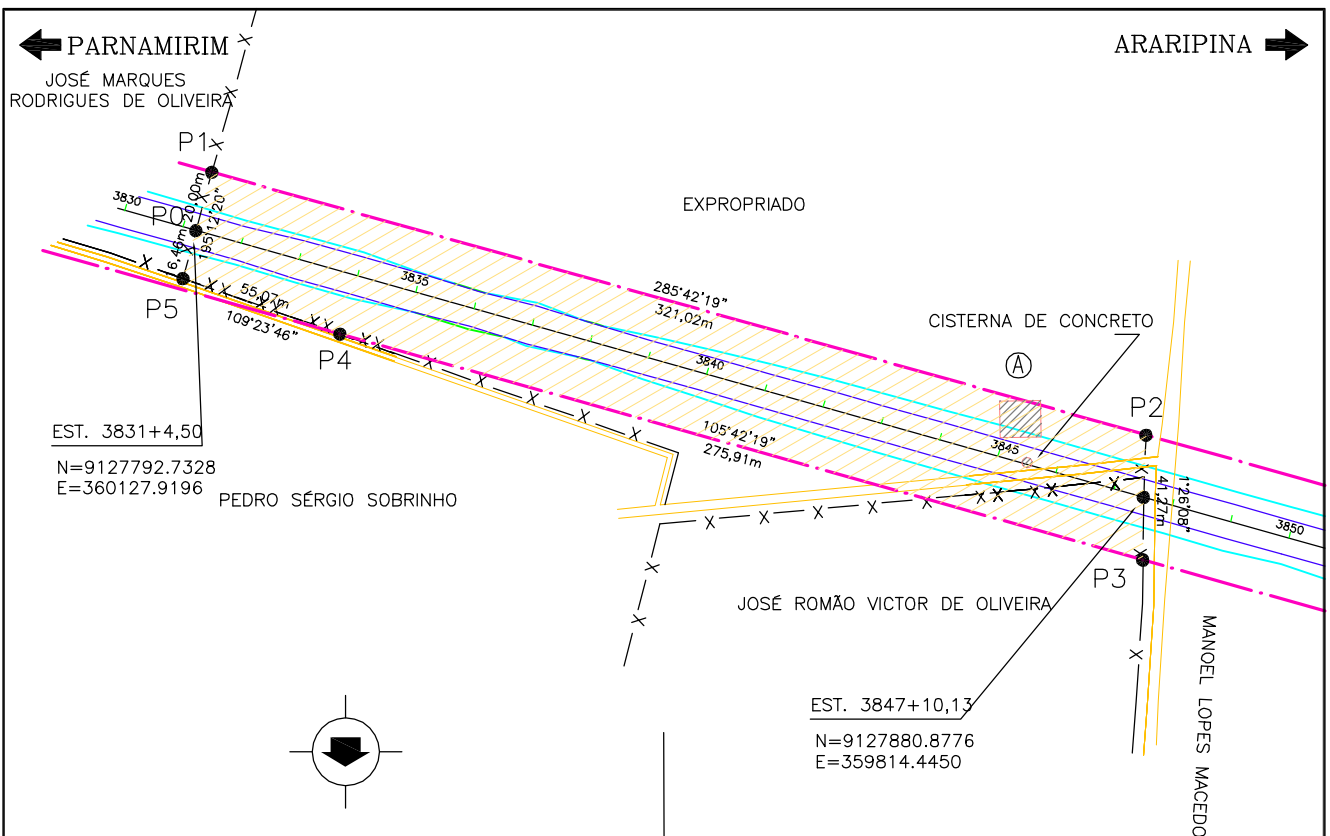 PARNAMIRIM
ARARIPINA
JOSÉ MARQUES
RODRIGUES DE OLIVEIRA
P1
EXPROPRIADO
3830
P0
20,00m
195°12'20"
6,46m
P5
55,07m
109°23'46"
P4
3835
285°42'19"
321,02m
CISTERNA DE CONCRETO
A
3840
P2
105°42'19"
275,91m
3845
1°26'08"
41,27m
3850
P3
EST. 3831+4,50
N=9127792.7328
E=360127.9196
PEDRO SÉRGIO SOBRINHO
JOSÉ ROMÃO VICTOR DE OLIVEIRA
MANOEL LOPES MACEDO
EST. 3847+10,13
N=9127880.8776
E=359814.4450